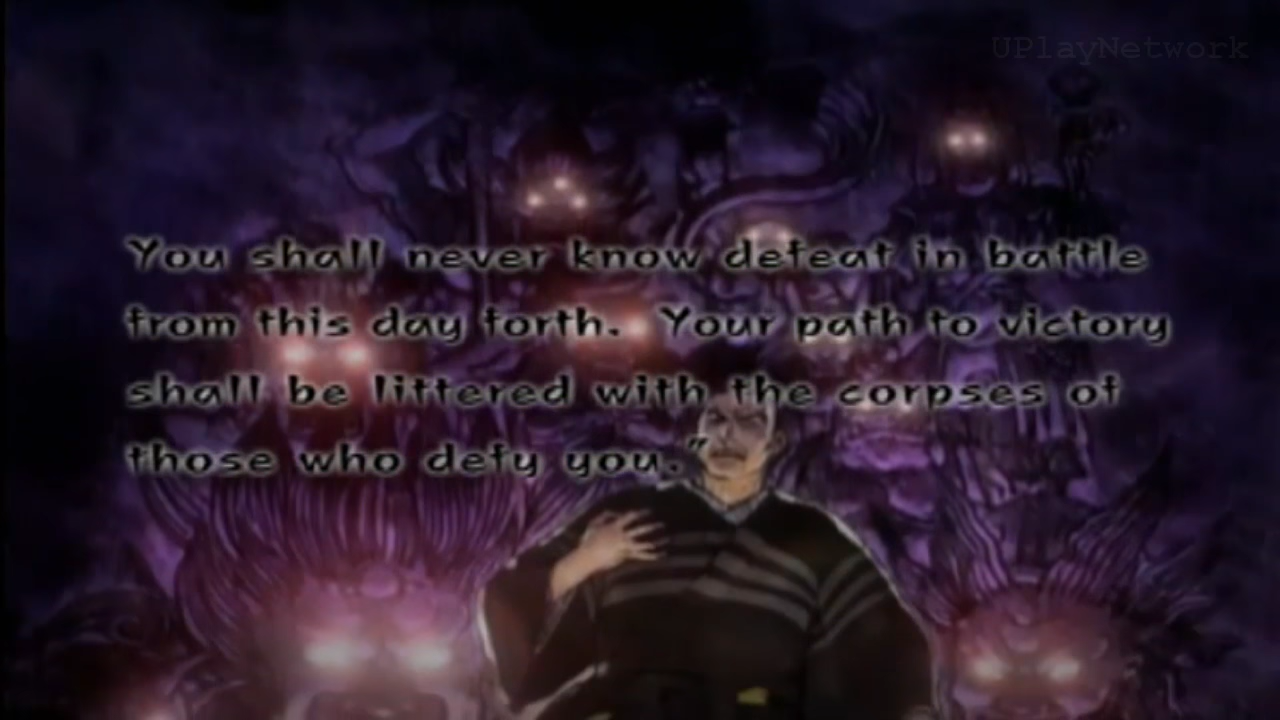 UPlayNetwork
You shall never know defeat in battle
from this day forth. Your path to victory
shall be littered with the corpses of
those who defy you."